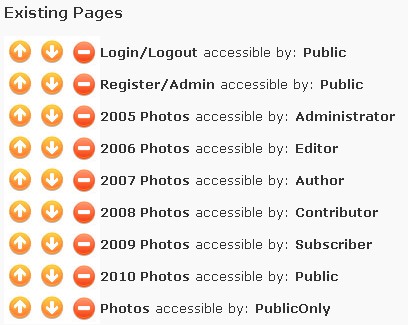 Existing Pages
Login/Logout accessible by: Public
Register/Admin accessible by: Public
2005 Photos accessible by: Administrator
2006 Photos accessible by: Editor
2007 Photos accessible by: Author
2008 Photos accessible by: Contributor
2009 Photos accessible by: Subscriber
2010 Photos accessible by: Public
Photos accessible by: PublicOnly